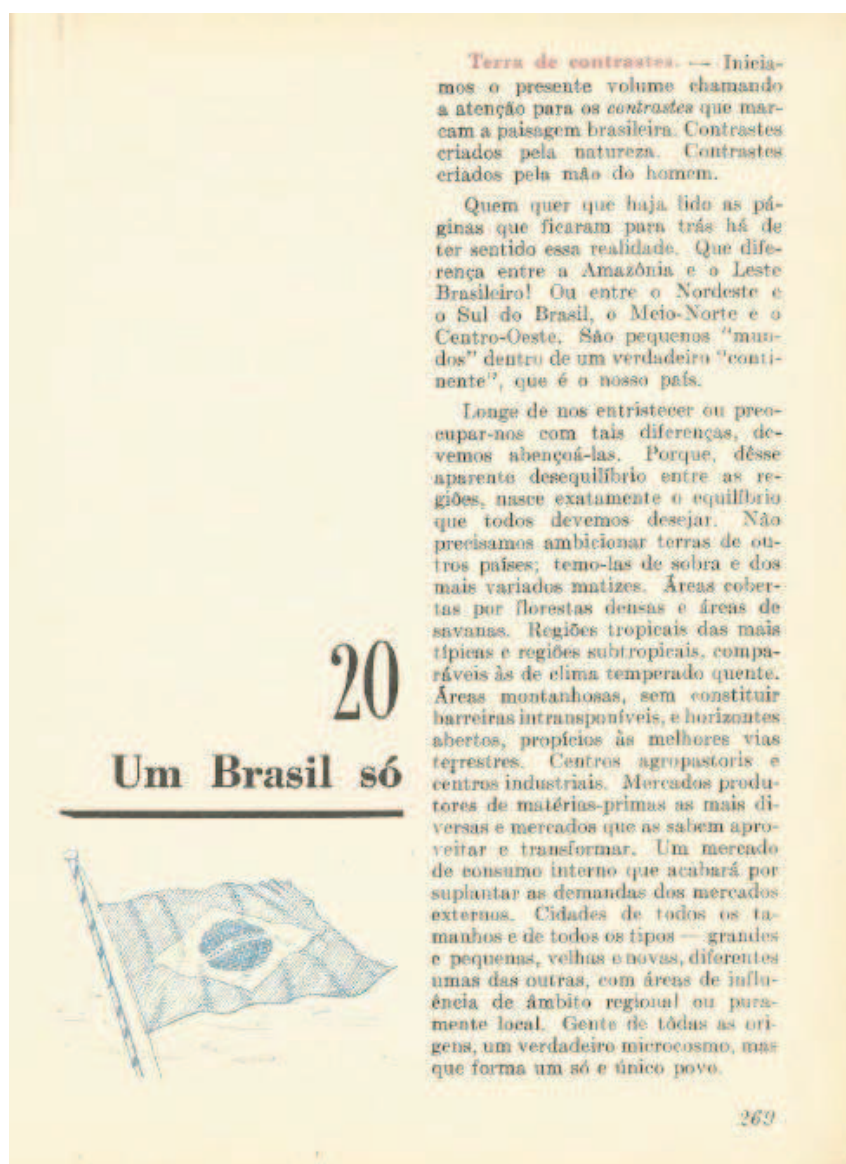 20
Um Brasil só
Terra de contrastes. — Inicia-
mos o presente volume chamando
a atenção para os contrastes que mar-
cam a paisagem brasileira. Contrastes
criados pela natureza. Contrastes
criados pela mão do homem.
Quem quer que haja lido as pá-
ginas que ficaram para trás há de
ter sentido essa realidade. Que dife-
rença entre a Amazônia e o Leste
Brasileiro! Ou entre o Nordeste e
o Sul do Brasil, o Meio-Norte e o
Centro-Oeste. São pequenos "mun-
dos" dentro de um verdadeiro "conti-
nente", que é o nosso país.
Longe de nos entristecer ou preo-
cupar-nos com tais diferenças, de-
vemos abençoá-las. Porque, dêsse
aparente desequilíbrio entre as re-
giões, nasce exatamente o equilíbrio
que todos devemos desejar. Não
precisamos ambicionar terras de ou-
tros países; temo-las de sobra e dos
mais variados matizes. Áreas cober-
tas por florestas densas e áreas de
savanas. Regiões tropicais das mais
típicas e regiões subtropicais, compa-
ráveis às de clima temperado quente.
Áreas montanhosas, sem constituir
barreiras intransponíveis, e horizontes
abertos, propícios às melhores vias
terrestres. Centros agropastoris e
centros industriais. Mercados produ-
tores de matérias-primas as mais di-
versas e mercados que as sabem apro-
veitar e transformar. Um mercado
de consumo interno que acabará por
suplantar as demandas dos mercados
externos. Cidades de todos os ta-
manhos e de todos os tipos — grandes
e pequenas, velhas e novas, diferentes
umas das outras, com áreas de influ-
ência de âmbito regional ou pura-
mente local. Gente de tôdas as ori-
gens, um verdadeiro microcosmo, mas
que forma um só e único povo.
269